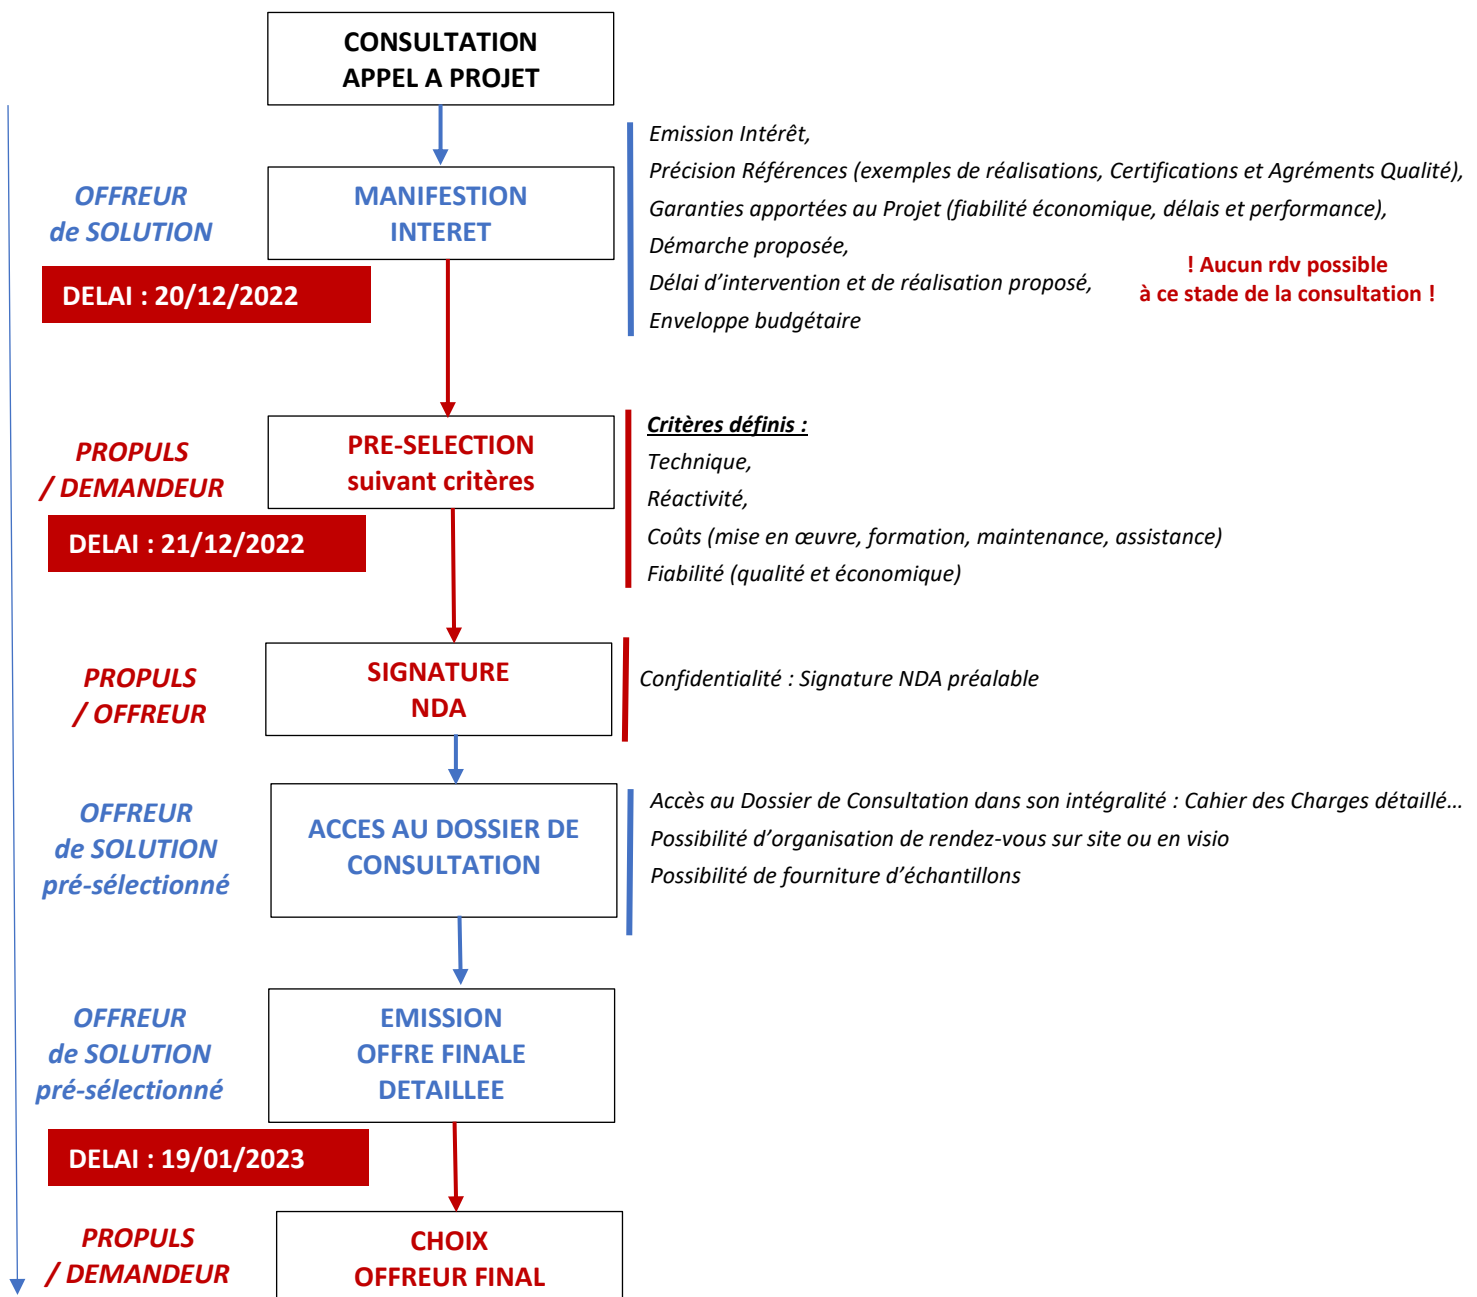 CONSULTATION
APPEL A PROJET
OFFREUR
de SOLUTION
MANIFESTION
INTERET
DELAI : 20/12/2022
Emission Intérêt,
Précision Références (exemples de réalisations, Certifications et Agréments Qualité),
Garanties apportées au Projet (fiabilité économique, délais et performance),
Démarche proposée,
Délai d'intervention et de réalisation proposé,
Enveloppe budgétaire
! Aucun rdv possible
à ce stade de la consultation !
PROPULS
/ DEMANDEUR
PRE-SELECTION
suivant critères
DELAI : 21/12/2022
Critères définis :
Technique,
Réactivité,
Coûts (mise en œuvre, formation, maintenance, assistance)
Fiabilité (qualité et économique)
PROPULS
/ OFFREUR
SIGNATURE
NDA
Confidentialité : Signature NDA préalable
OFFREUR
de SOLUTION
pré-sélectionné
ACCES AU DOSSIER DE
CONSULTATION
Accès au Dossier de Consultation dans son intégralité : Cahier des Charges détaillé…
Possibilité d'organisation de rendez-vous sur site ou en visio
Possibilité de fourniture d'échantillons
OFFREUR
de SOLUTION
pré-sélectionné
EMISSION
OFFRE FINALE
DETAILLEE
DELAI : 19/01/2023
PROPULS
/ DEMANDEUR
CHOIX
OFFREUR FINAL